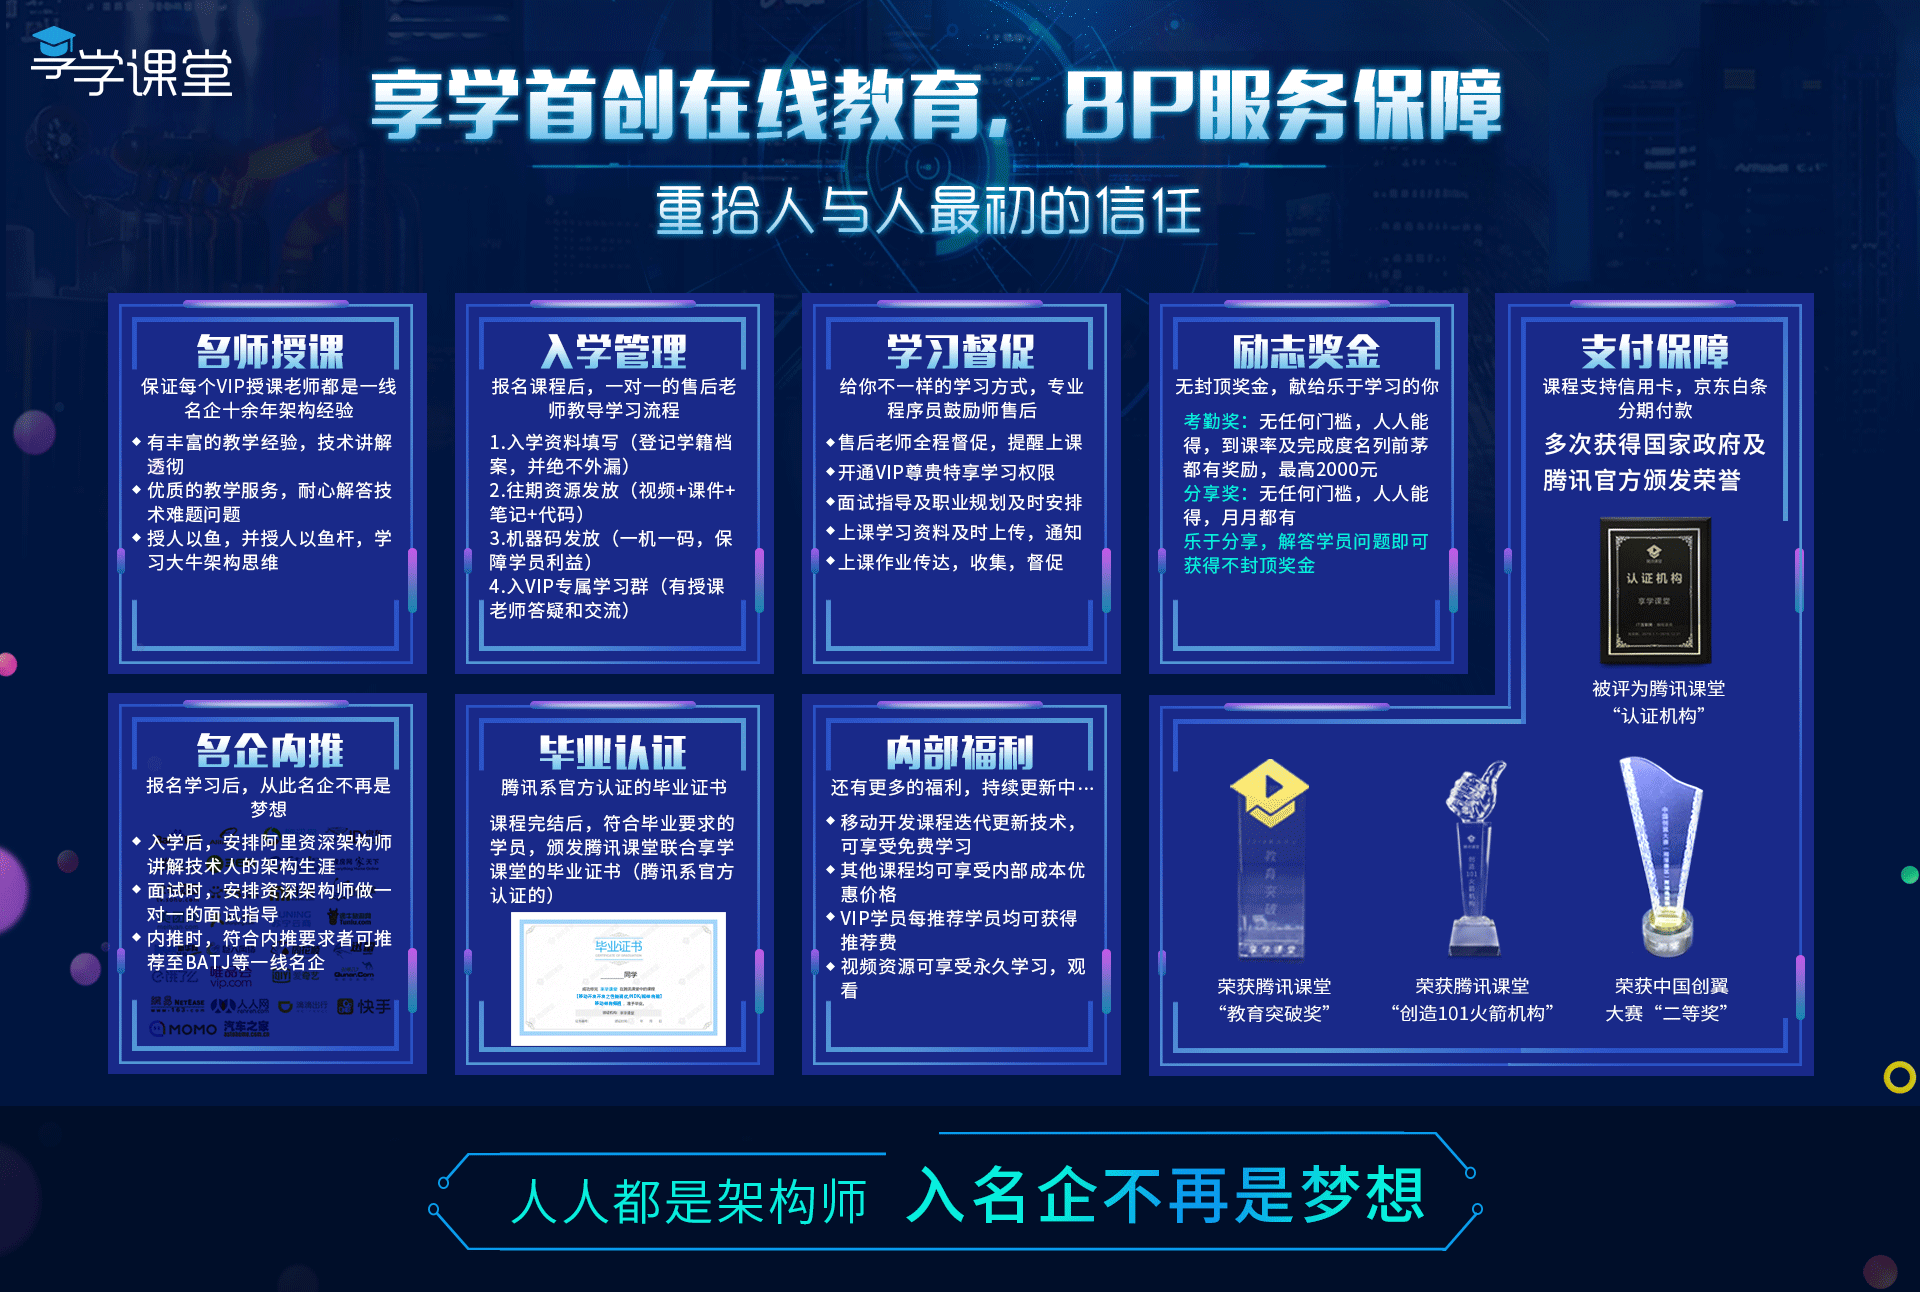 享学课堂
享学首创在线教育，8P服务保障
重拾人与人最初的信任
名师授课
保证每个VIP授课老师都是一线
名企十余年架构经验
有丰富的教学经验，技术讲解
透彻
优质的教学服务，耐心解答技
术难题问题
授人以鱼，并授人以鱼杆，学
习大牛架构思维
入学管理
报名课程后，一对一的售后老
师教导学习流程
1.入学资料填写（登记学籍档
案，并绝不外漏）
2.往期资源发放（视频+课件+
笔记+代码）
3.机器码发放（一机一码，保
障学员利益）
4.入VIP专属学习群（有授课
老师答疑和交流）
学习督促
给你不一样的学习方式，专业
程序员鼓励师售后
售后老师全程督促，提醒上课
开通VIP尊贵特享学习权限
面试指导及职业规划及时安排
上课学习资料及时上传，通知
上课作业传达，收集，督促
励志奖金
无封顶奖金，献给乐于学习的你
考勤奖：无任何门槛，人人能
得，到课率及完成度名列前茅
都有奖励，最高2000元
分享奖：无任何门槛，人人能
得，月月都有
乐于分享，解答学员问题即可
获得不封顶奖金
支付保障
课程支持信用卡，京东白条
分期付款
多次获得国家政府及
腾讯官方颁发荣誉
认证机构
享学课堂
被评为腾讯课堂
“认证机构”
名企内推
报名学习后，从此名企不再是
梦想
入学后，安排阿里资深架构师
讲解技术人的架构生涯
面试时，安排资深架构师做一
对一的面试指导
内推时，符合内推要求者可推
荐至BATJ等一线名企
vip.com
网易 NETEASE
人人网
滴滴出行
快手
MOMO
汽车之家
毕业认证
腾讯系官方认证的毕业证书
课程完结后，符合毕业要求的
学员，颁发腾讯课堂联合享学
课堂的毕业证书（腾讯系官方
认证的）
毕业证书
同学
内部福利
还有更多的福利，持续更新中…
移动开发课程迭代更新技术，
可享受免费学习
其他课程均可享受内部成本优
惠价格
VIP学员每推荐学员均可获得
推荐费
视频资源可享受永久学习，观
看
教育突破
享学课堂
创造101火箭机构
荣获腾讯课堂
“教育突破奖”
荣获腾讯课堂
“创造101火箭机构”
荣获中国创翼
大赛“二等奖”
人人都是架构师 入名企不再是梦想